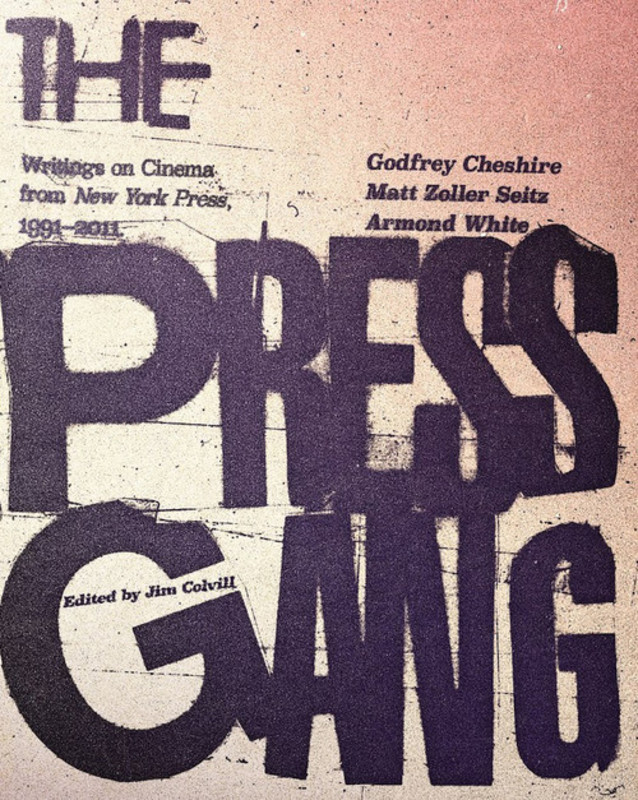 THE
Writings on Cinema
from New York Press,
1991–2011
Godfrey Cheshire
Matt Zoller Seitz
Armond White
PRESS
GANG
Edited by Jim Colvill